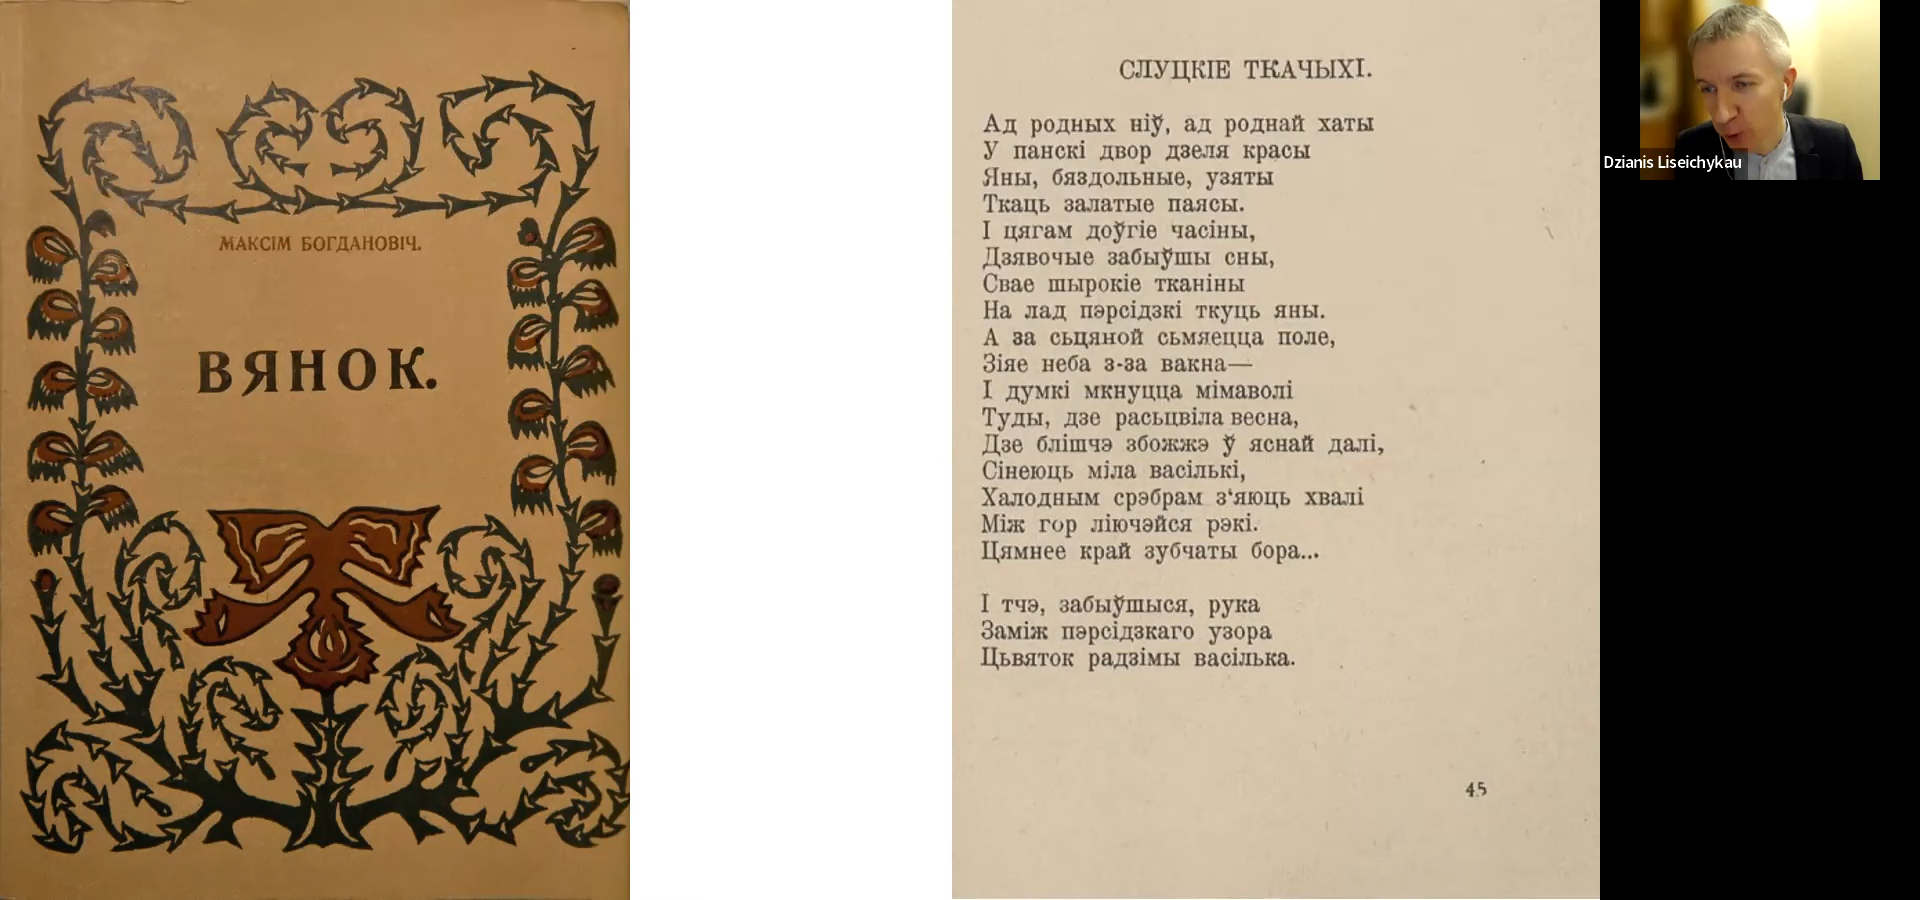 МАКСІМ БОГДАНОВІЧ.
ВЯНОК.
СЛУЦКІЕ ТКАЧЫХІ.
Ад родных ніў, ад роднай хаты
У панскі двор дзеля красы
Яны, бяздольные, узяты
Ткаць залатые паясы.
І цягам доўгіе часіны,
Дзявочые забыўшы сны,
Свае шырокіе тканіны
На лад пэрсідзкі ткуць яны.
А за сьцяной сьмяецца поле,
Зіяе неба з-за вакна—
І думкі мкнуцца мімаволі
Туды, дзе расьцвіла весна,
Дзе блішчэ збожжэ ў яснай далі,
Сінеюць міла васількі,
Халодным срэбрам з‘яюць хвалі
Між гор ліючэйся рэкі.
Цямнее край зубчаты бора...
І тчэ, забыўшыся, рука
Заміж пэрсідзкаго узора
Цьвяток радзімы васілька.
45
Dzianis Liseichykau